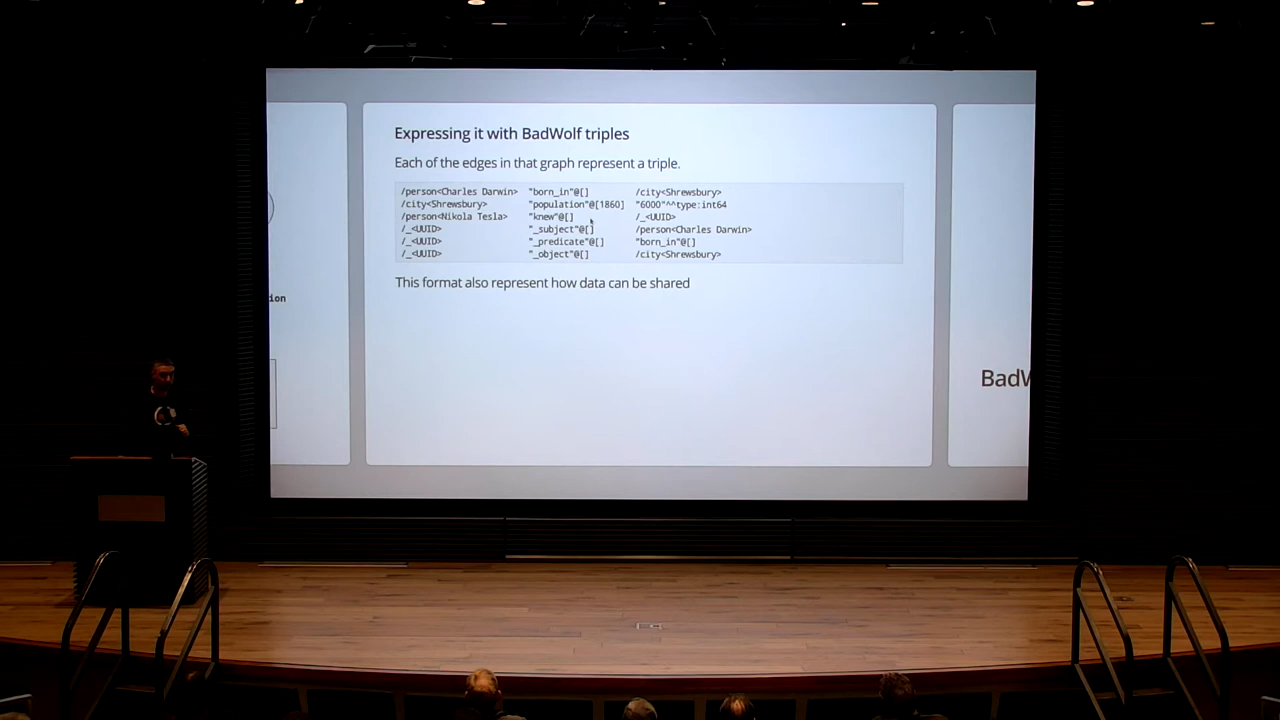 Expressing it with BadWolf triples
Each of the edges in that graph represent a triple.
/person<Charles Darwin> "born_in"@[] /city<Shrewsbury>
/city<Shrewsbury> "population"@[1860] "6000"^^type:int64
/person<Nikola Tesla> "knew"@[] /_<UUID>
/_<UUID> "_subject"@[] /person<Charles Darwin>
/_<UUID> "_predicate"@[] "born_in"@[]
/_<UUID> "_object"@[] /city<Shrewsbury>
This format also represent how data can be shared
ion
BadW